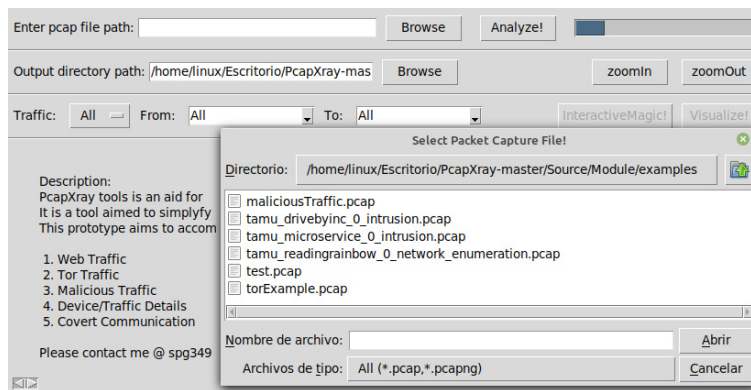 Enter pcap file path: Browse Analyze!
Output directory path: /home/linux/Escritorio/PcapXray-mas Browse zoomIn zoomOut
Traffic: All From: All To: All InteractiveMagic! Visualize!
Select Packet Capture File!
Directorio: /home/linux/Escritorio/PcapXray-master/Source/Module/examples
maliciousTraffic.pcap
tamu_drivebyinc_0_intrusion.pcap
tamu_microservice_0_intrusion.pcap
tamu_readingrainbow_0_network_enumeration.pcap
test.pcap
torExample.pcap
Nombre de archivo: Abrir
Archivos de tipo: All (*.pcap,*.pcapng) Cancelar
Description:
PcapXray tools is an aid for
It is a tool aimed to simplyfy
This prototype aims to accom
1. Web Traffic
2. Tor Traffic
3. Malicious Traffic
4. Device/Traffic Details
5. Covert Communication
Please contact me @ spg349